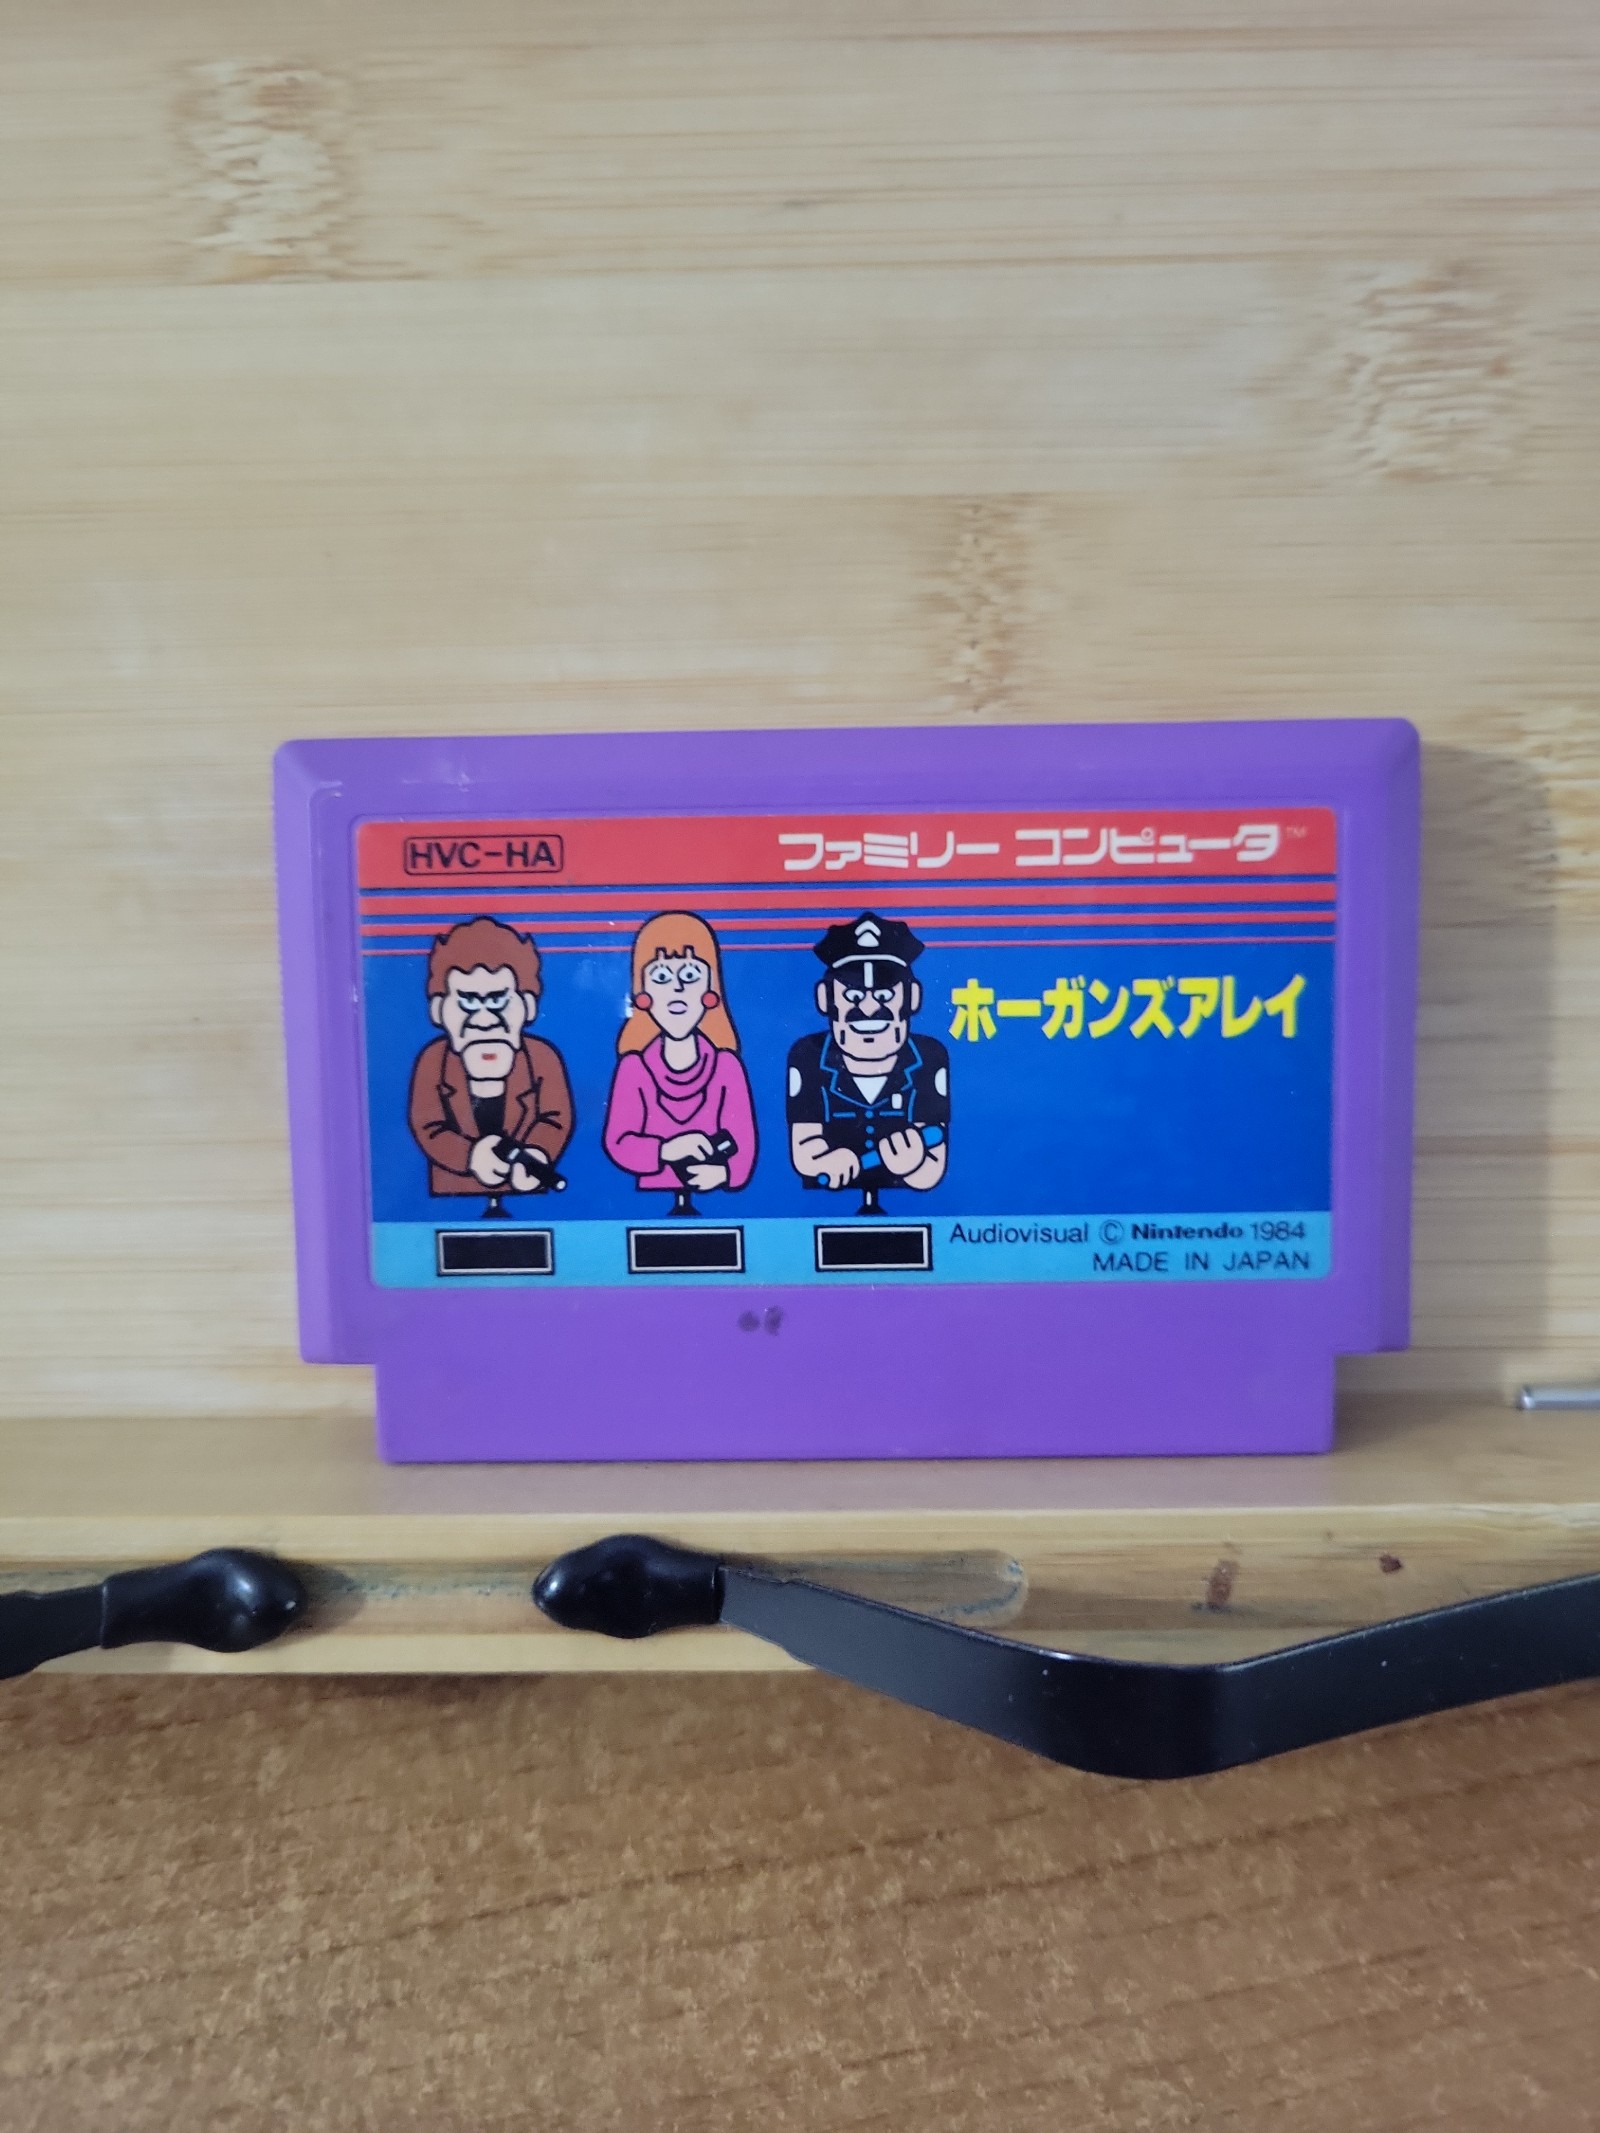 HVC-HA
ファミリー コンピュータ™
ホーガンズアレイ
Audiovisual © Nintendo 1984
MADE IN JAPAN